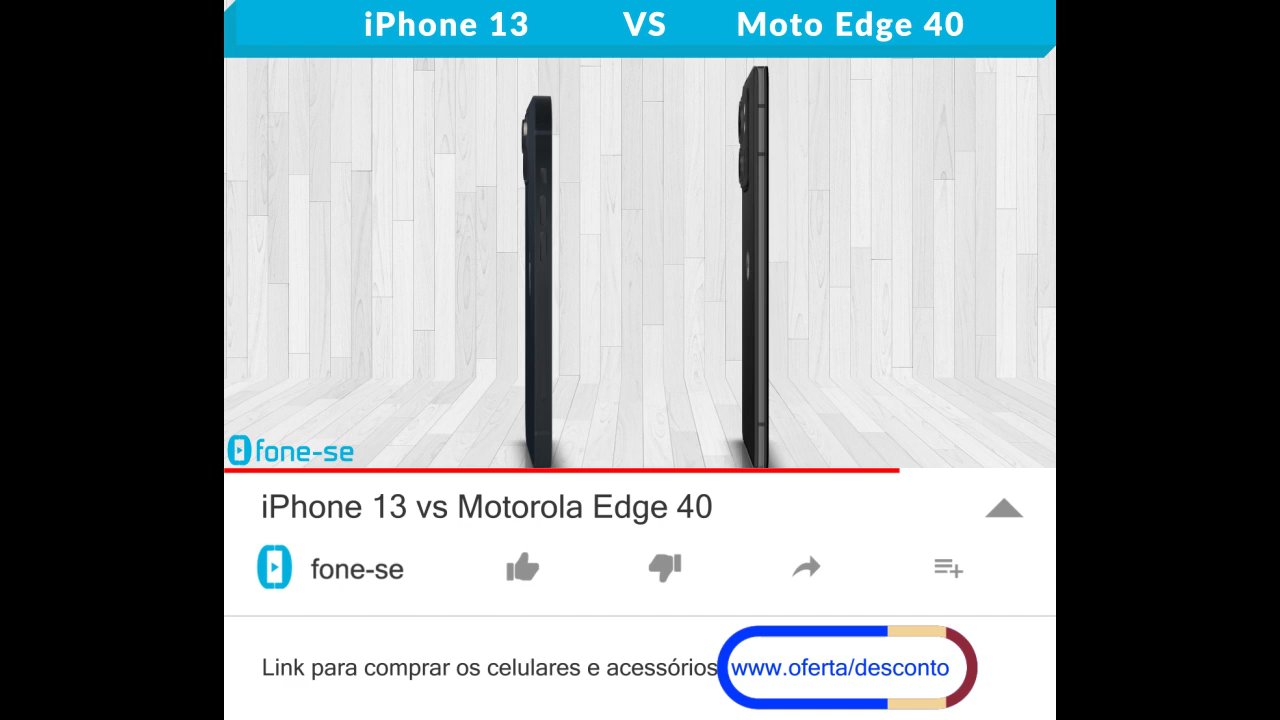 iPhone 13 VS Moto Edge 40
fone-se
iPhone 13 vs Motorola Edge 40
fone-se
Link para comprar os celulares e acessórios www.oferta/desconto